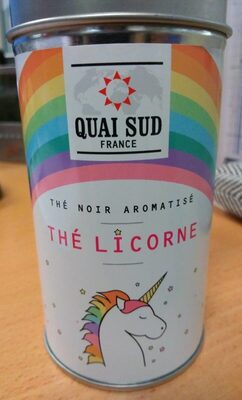 QUAI SUD
FRANCE
THÉ NOIR AROMATISÉ
THÉ LiCORNE